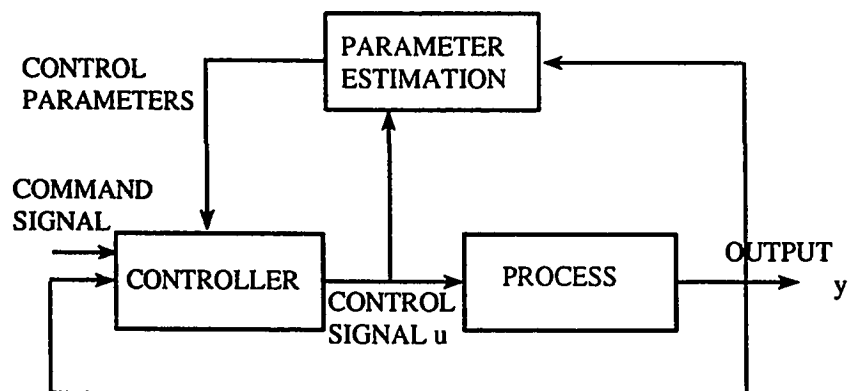 PARAMETER
ESTIMATION
CONTROL
PARAMETERS
COMMAND
SIGNAL
CONTROLLER
CONTROL
SIGNAL u
PROCESS
OUTPUT
y